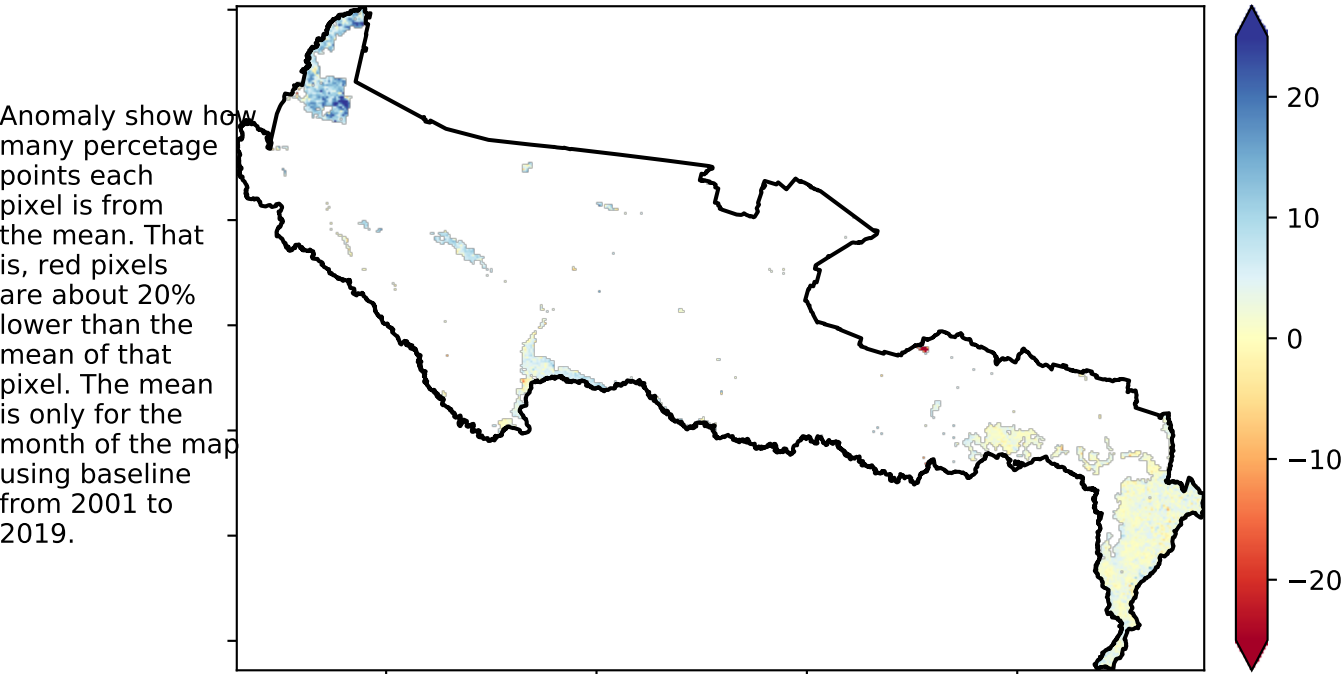 Anomaly show how
many percetage
points each
pixel is from
the mean. That
is, red pixels
are about 20%
lower than the
mean of that
pixel. The mean
is only for the
month of the map
using baseline
from 2001 to
2019.
20
10
0
−10
−20